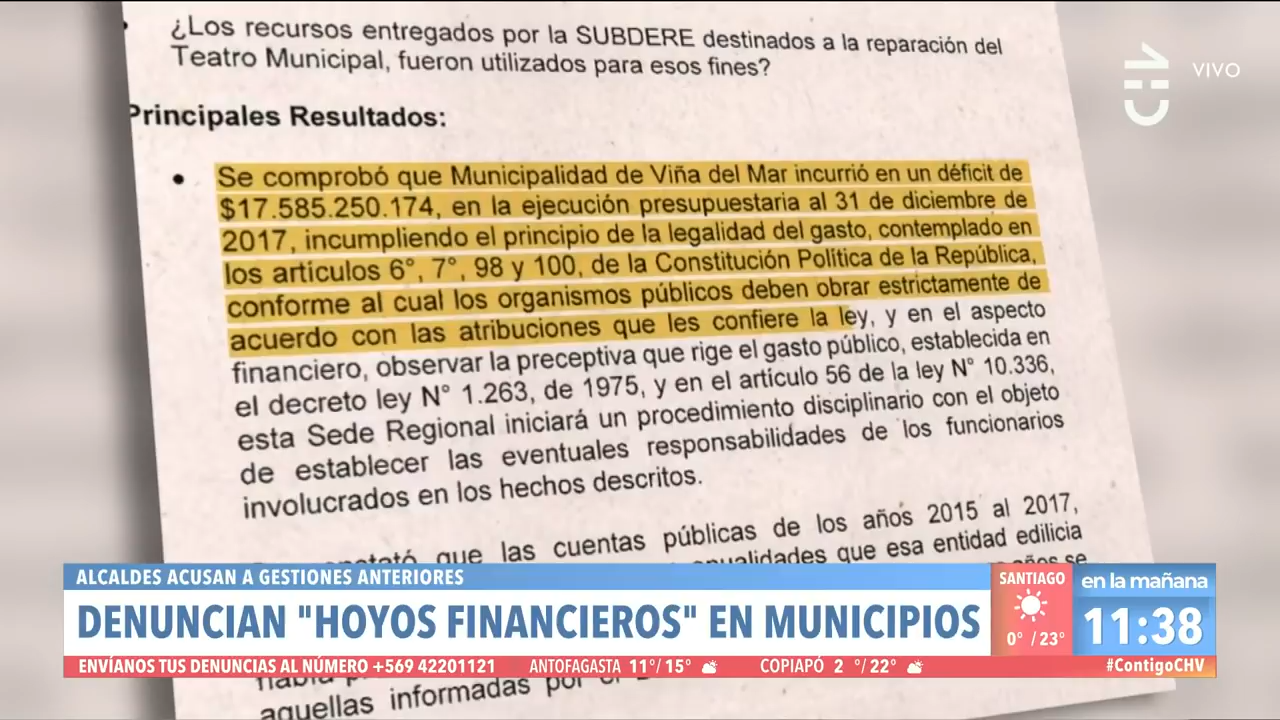 ¿Los recursos entregados por la SUBDERE destinados a la reparación del
Teatro Municipal, fueron utilizados para esos fines?
CHV
VIVO
Principales Resultados:
• Se comprobó que Municipalidad de Viña del Mar incurrió en un déficit de
$17.585.250.174, en la ejecución presupuestaria al 31 de diciembre de
2017, incumpliendo el principio de la legalidad del gasto, contemplado en
los artículos 6°, 7°, 98 y 100, de la Constitución Política de la República,
conforme al cual los organismos públicos deben obrar estrictamente de
acuerdo con las atribuciones que les confiere la ley, y en el aspecto
financiero, observar la preceptiva que rige el gasto público, establecida en
el decreto ley N° 1.263, de 1975, y en el artículo 56 de la ley N° 10.336,
esta Sede Regional iniciará un procedimiento disciplinario con el objeto
de establecer las eventuales responsabilidades de los funcionarios
involucrados en los hechos descritos.
que las cuentas públicas de los años 2015 al 2017,
que esa entidad edilicia
años se
ALCALDES ACUSAN A GESTIONES ANTERIORES
DENUNCIAN "HOYOS FINANCIEROS" EN MUNICIPIOS
SANTIAGO
0° / 23°
en la mañana
11:38
ENVÍANOS TUS DENUNCIAS AL NÚMERO +569 42201121 ANTOFAGASTA 11°/ 15° COPIAPÓ 2 °/ 22°
#ContigoCHV
aquellas informadas por